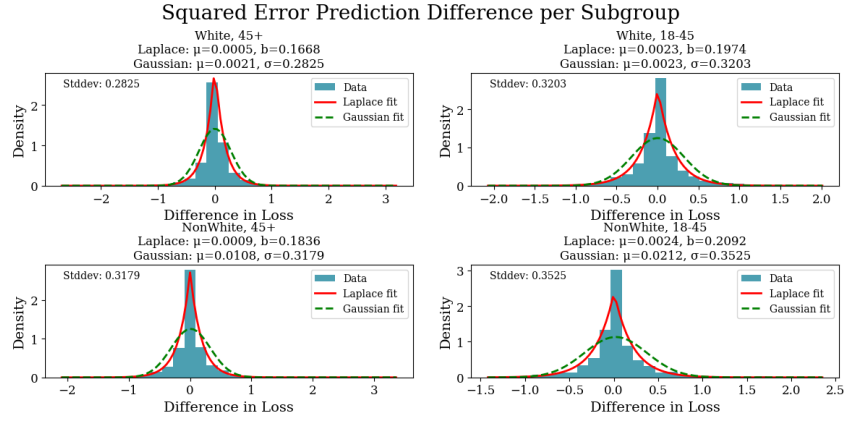 Squared Error Prediction Difference per Subgroup
White, 45+
Laplace: μ=0.0005, b=0.1668
Gaussian: μ=0.0021, σ=0.2825
Stddev: 0.2825
Data
Laplace fit
Gaussian fit
Density
2
1
0
−2
−1
0
1
2
3
Difference in Loss
White, 18-45
Laplace: μ=0.0023, b=0.1974
Gaussian: μ=0.0023, σ=0.3203
Stddev: 0.3203
Data
Laplace fit
Gaussian fit
Density
2
1
0
−2.0
−1.5
−1.0
−0.5
0.0
0.5
1.0
1.5
2.0
Difference in Loss
NonWhite, 45+
Laplace: μ=0.0009, b=0.1836
Gaussian: μ=0.0108, σ=0.3179
Stddev: 0.3179
Data
Laplace fit
Gaussian fit
Density
2
1
0
−2
−1
0
1
2
3
Difference in Loss
NonWhite, 18-45
Laplace: μ=0.0024, b=0.2092
Gaussian: μ=0.0212, σ=0.3525
Stddev: 0.3525
Data
Laplace fit
Gaussian fit
Density
3
2
1
0
−1.5
−1.0
−0.5
0.0
0.5
1.0
1.5
2.0
2.5
Difference in Loss